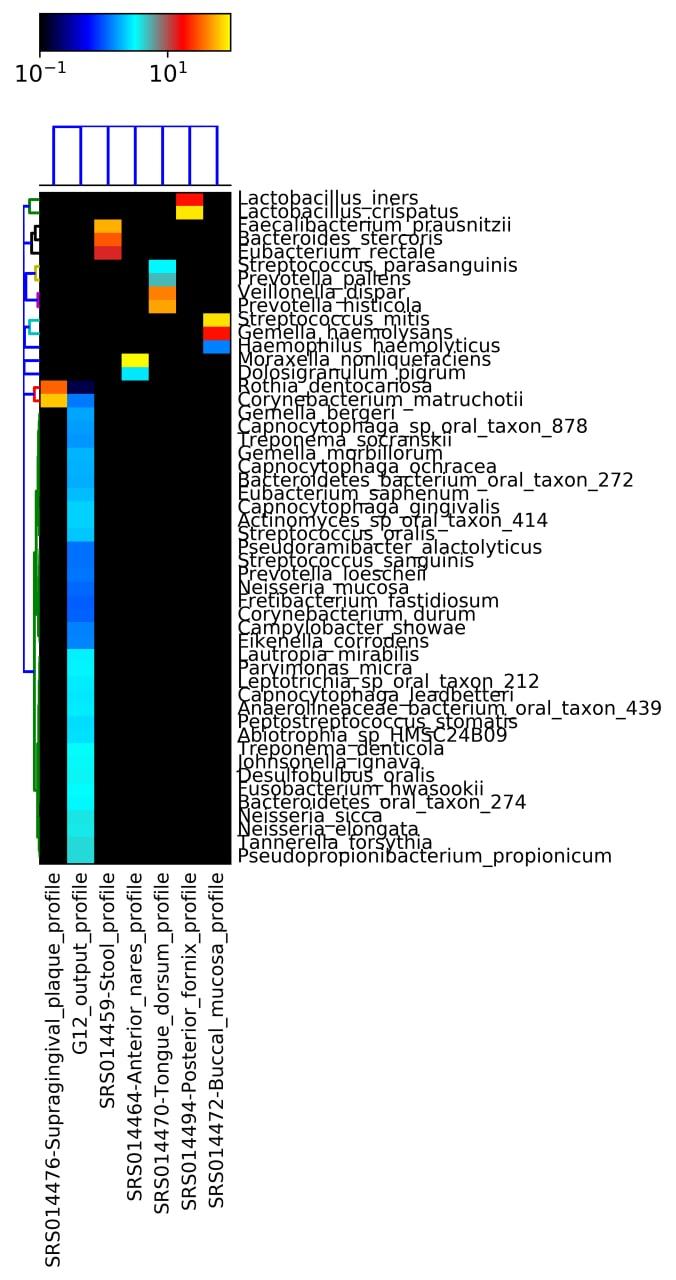 10⁻¹ 10¹
Lactobacillus_iners
Lactobacillus_crispatus
Faecalibacterium_prausnitzii
Bacteroides_stercoris
Eubacterium_rectale
Streptococcus_parasanguinis
Prevotella_pallens
Veillonella_dispar
Prevotella_histicola
Streptococcus_mitis
Gemella_haemolysans
Haemophilus_haemolyticus
Moraxella_nonliquefaciens
Dolosigranulum_pigrum
Rothia_dentocariosa
Corynebacterium_matruchotii
Gemella_bergeri
Capnocytophaga_sp_oral_taxon_878
Treponema_socranskii
Gemella_morbillorum
Capnocytophaga_ochracea
Bacteroidetes_bacterium_oral_taxon_272
Eubacterium_saphenum
Capnocytophaga_gingivalis
Actinomyces_sp_oral_taxon_414
Streptococcus_oralis
Pseudoramibacter_alactolyticus
Streptococcus_sanguinis
Prevotella_loescheii
Neisseria_mucosa
Fretibacterium_fastidiosum
Corynebacterium_durum
Campylobacter_showae
Eikenella_corrodens
Lautropia_mirabilis
Parvimonas_micra
Leptotrichia_sp_oral_taxon_212
Capnocytophaga_leadbetteri
Anaerolineaceae_bacterium_oral_taxon_439
Peptostreptococcus_stomatis
Abiotrophia_sp_HMSC24B09
Treponema_denticola
Johnsonella_ignava
Desulfobulbus_oralis
Fusobacterium_hwasookii
Bacteroidetes_oral_taxon_274
Neisseria_sicca
Neisseria_elongata
Tannerella_forsythia
Pseudopropionibacterium_propionicum
SRS014476-Supragingival_plaque_profile
G12_output_profile
SRS014459-Stool_profile
SRS014464-Anterior_nares_profile
SRS014470-Tongue_dorsum_profile
SRS014494-Posterior_fornix_profile
SRS014472-Buccal_mucosa_profile